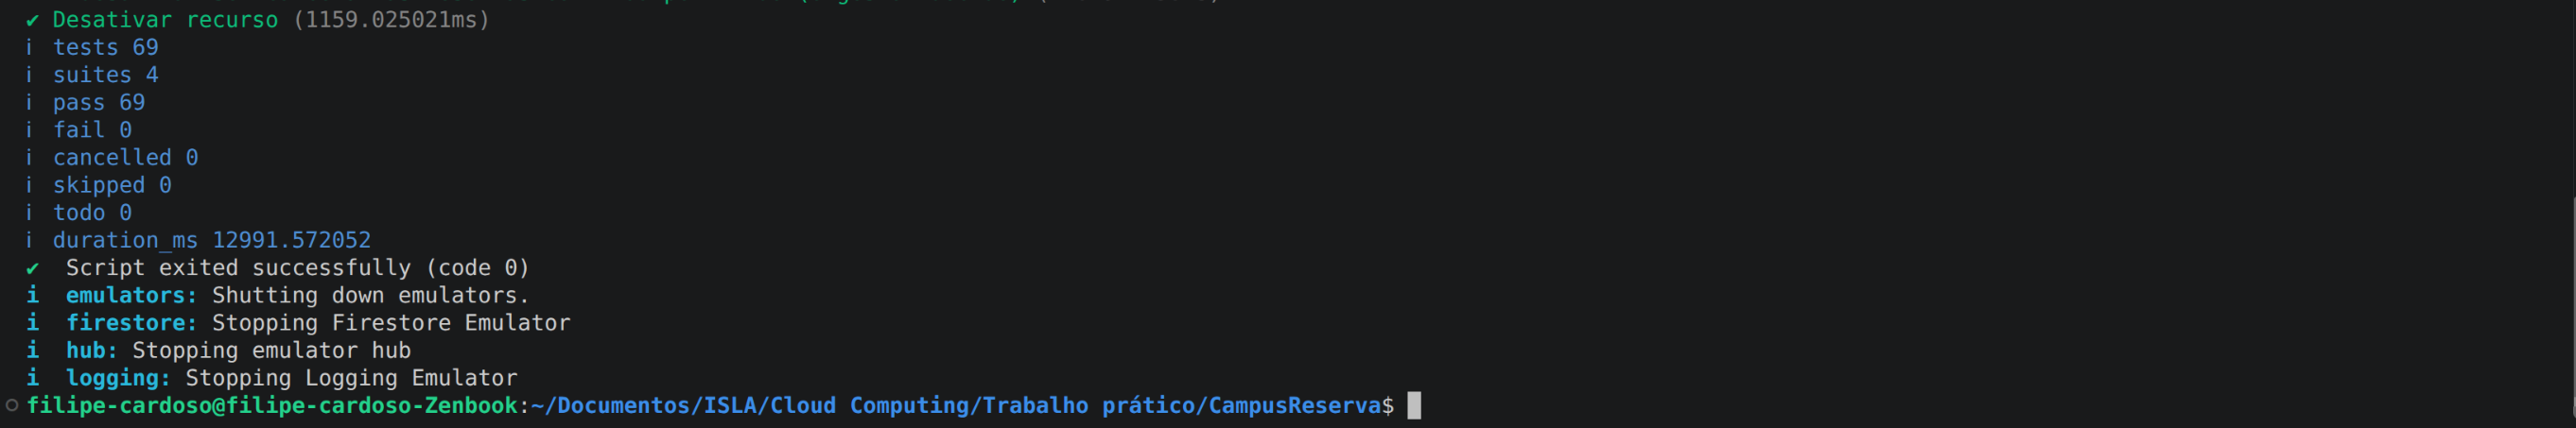 ✔ Desativar recurso (1159.025021ms)
ℹ tests 69
ℹ suites 4
ℹ pass 69
ℹ fail 0
ℹ cancelled 0
ℹ skipped 0
ℹ todo 0
ℹ duration_ms 12991.572052
✔  Script exited successfully (code 0)
i  emulators: Shutting down emulators.
i  firestore: Stopping Firestore Emulator
i  hub: Stopping emulator hub
i  logging: Stopping Logging Emulator
filipe-cardoso@filipe-cardoso-Zenbook:~/Documentos/ISLA/Cloud Computing/Trabalho prático/CampusReserva$